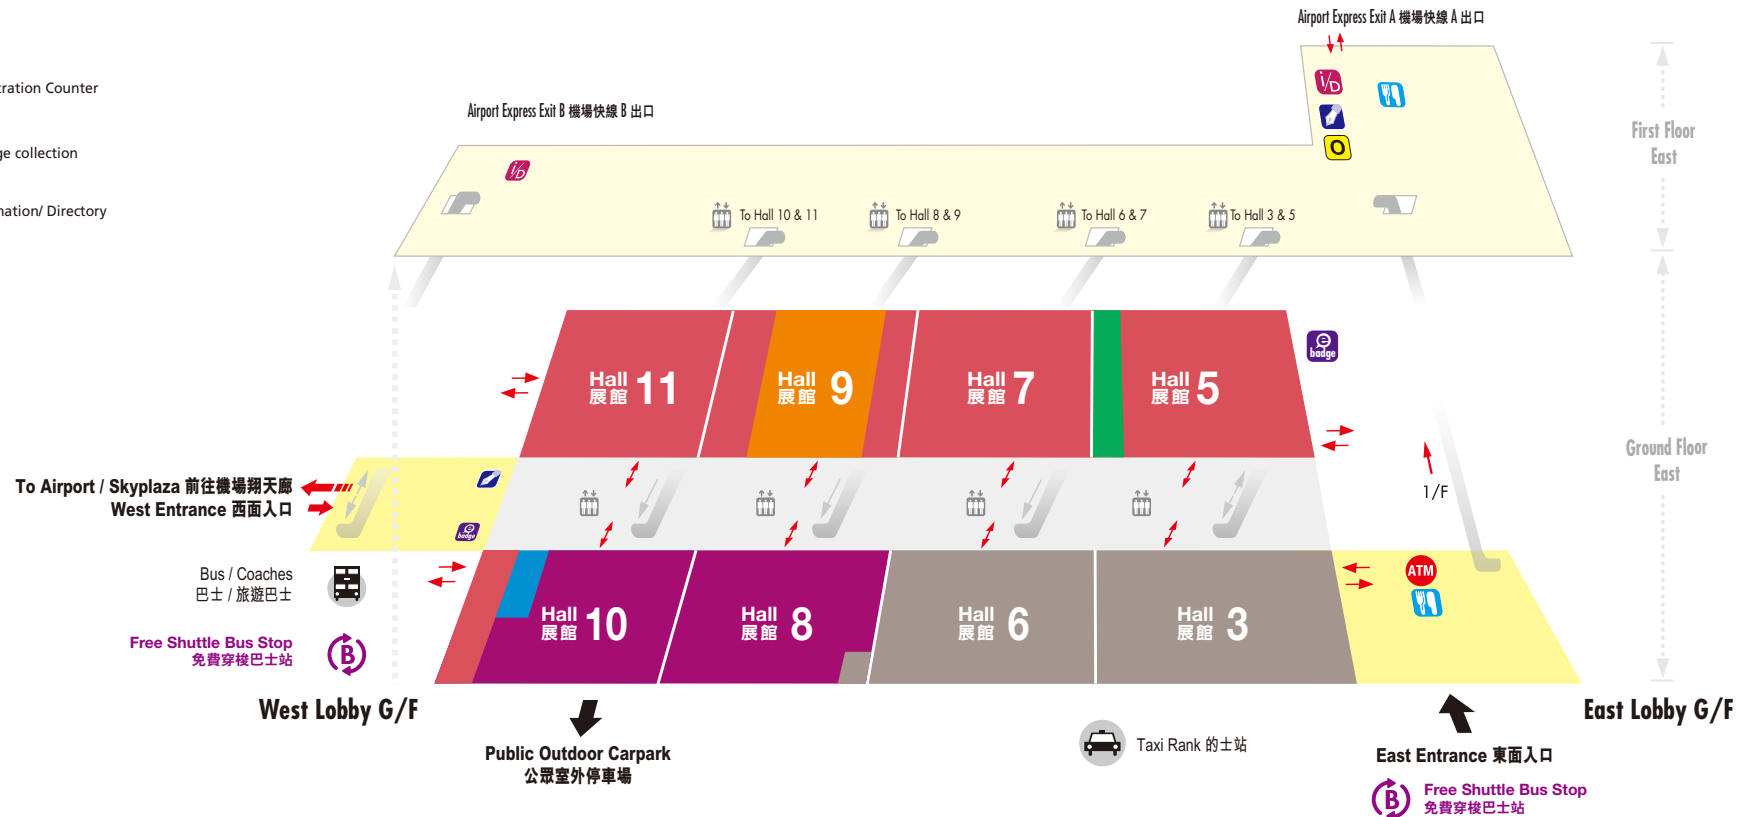 Airport Express Exit A 機場快線 A 出口
ration Counter
Airport Express Exit B 機場快線 B 出口
i/D
i/D
O
ge collection
nation/ Directory
First Floor
East
To Hall 10 & 11
To Hall 8 & 9
To Hall 6 & 7
To Hall 3 & 5
Hall
展館 11
Hall
展館 9
Hall
展館 7
Hall
展館 5
e
badge
Ground Floor
East
To Airport / Skyplaza 前往機場翔天廊
West Entrance 西面入口
1/F
e
badge
Bus / Coaches
巴士 / 旅遊巴士
ATM
Hall
展館 10
Hall
展館 8
Hall
展館 6
Hall
展館 3
Free Shuttle Bus Stop
免費穿梭巴士站
B
West Lobby G/F
East Lobby G/F
Public Outdoor Carpark
公眾室外停車場
Taxi Rank 的士站
East Entrance 東面入口
B
Free Shuttle Bus Stop
免費穿梭巴士站